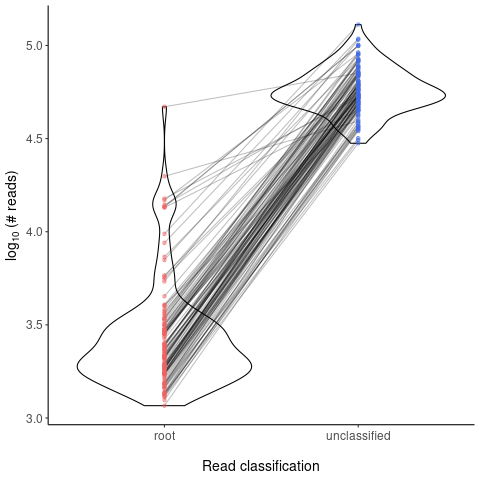 5.0
4.5
4.0
3.5
3.0
log₁₀ (# reads)
root unclassified
Read classification